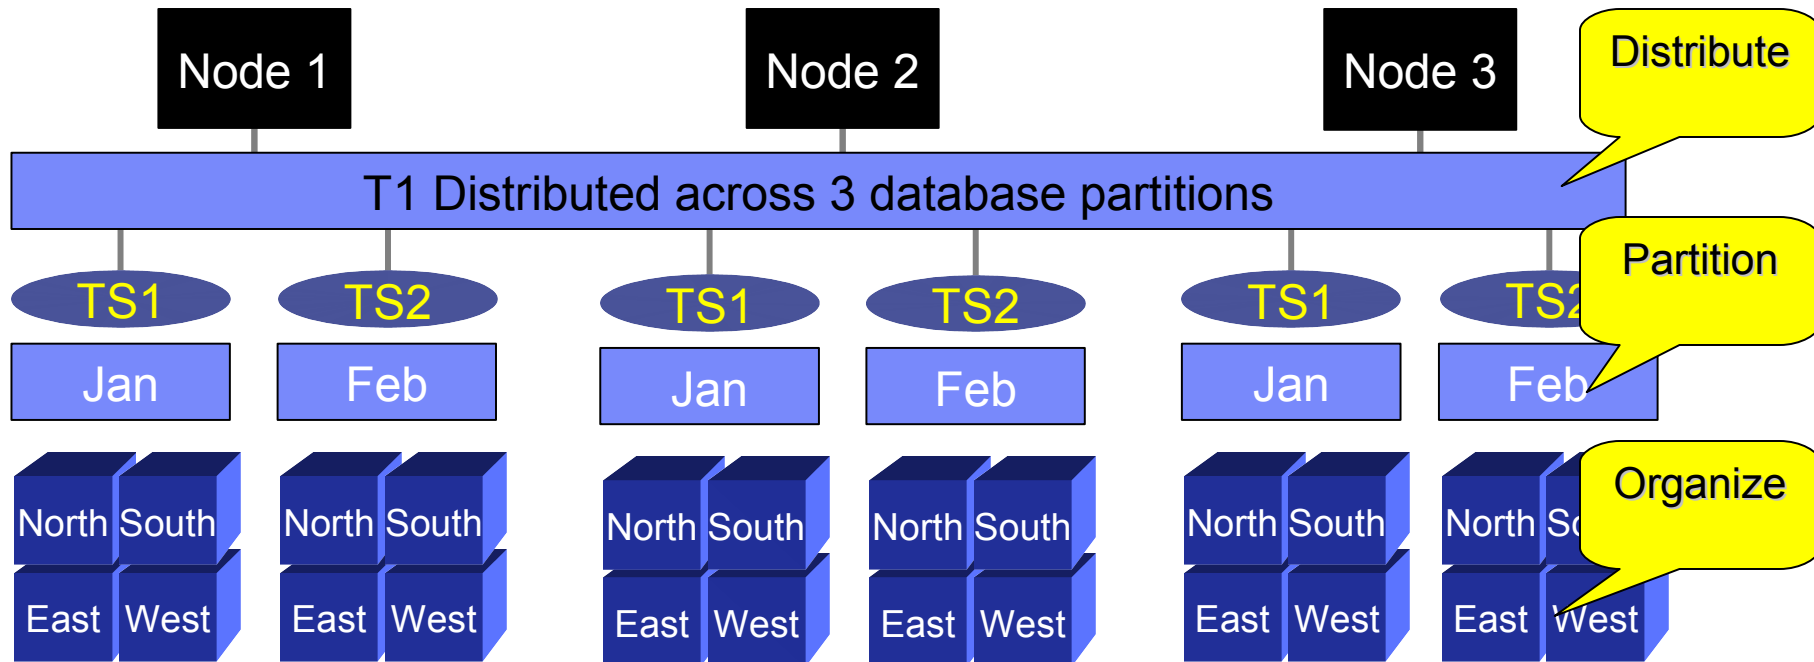 Node 1
Node 2
Node 3
Distribute
T1 Distributed across 3 database partitions
Partition
TS1
TS2
TS1
TS2
TS1
TS2
Jan
Feb
Jan
Feb
Jan
Feb
Organize
North South
North South
North South
North South
North South
North
East West
East West
East West
East West
East West
East West